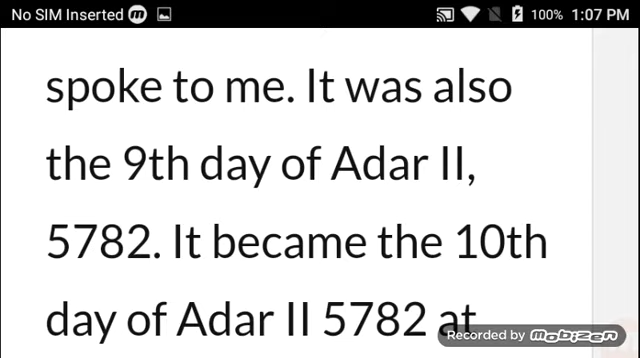 No SIM Inserted 100% 1:07 PM
spoke to me. It was also
the 9th day of Adar II,
5782. It became the 10th
day of Adar II 5782 at
Recorded by Mobizen